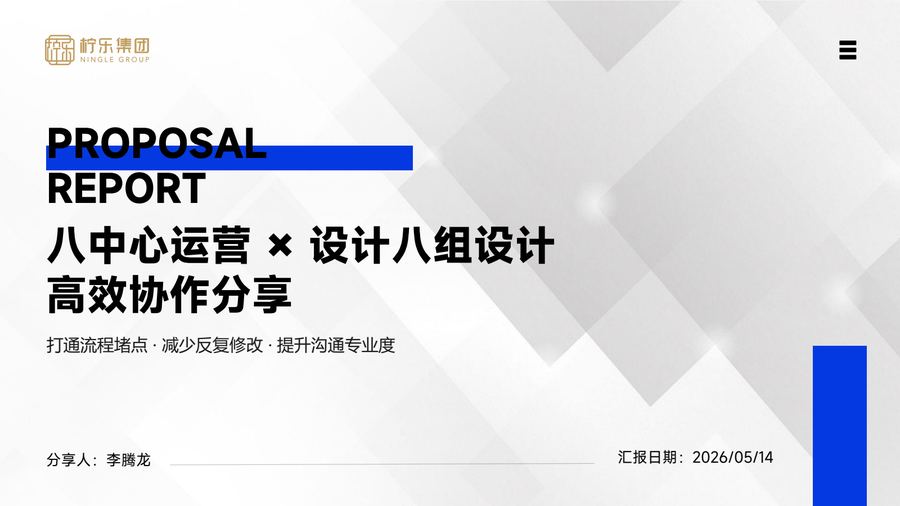 柠乐集团
NINGLE GROUP
PROPOSAL
REPORT
八中心运营 × 设计八组设计
高效协作分享
打通流程堵点 · 减少反复修改 · 提升沟通专业度
分享人：李腾龙
汇报日期：2026/05/14